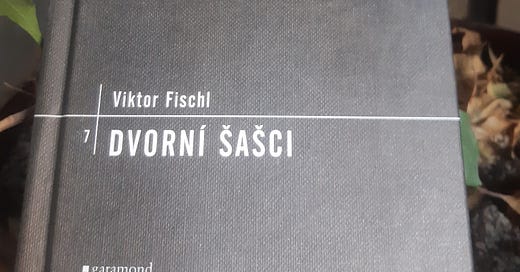 Viktor Fischl
7 DVORNÍ ŠAŠCI
garamond